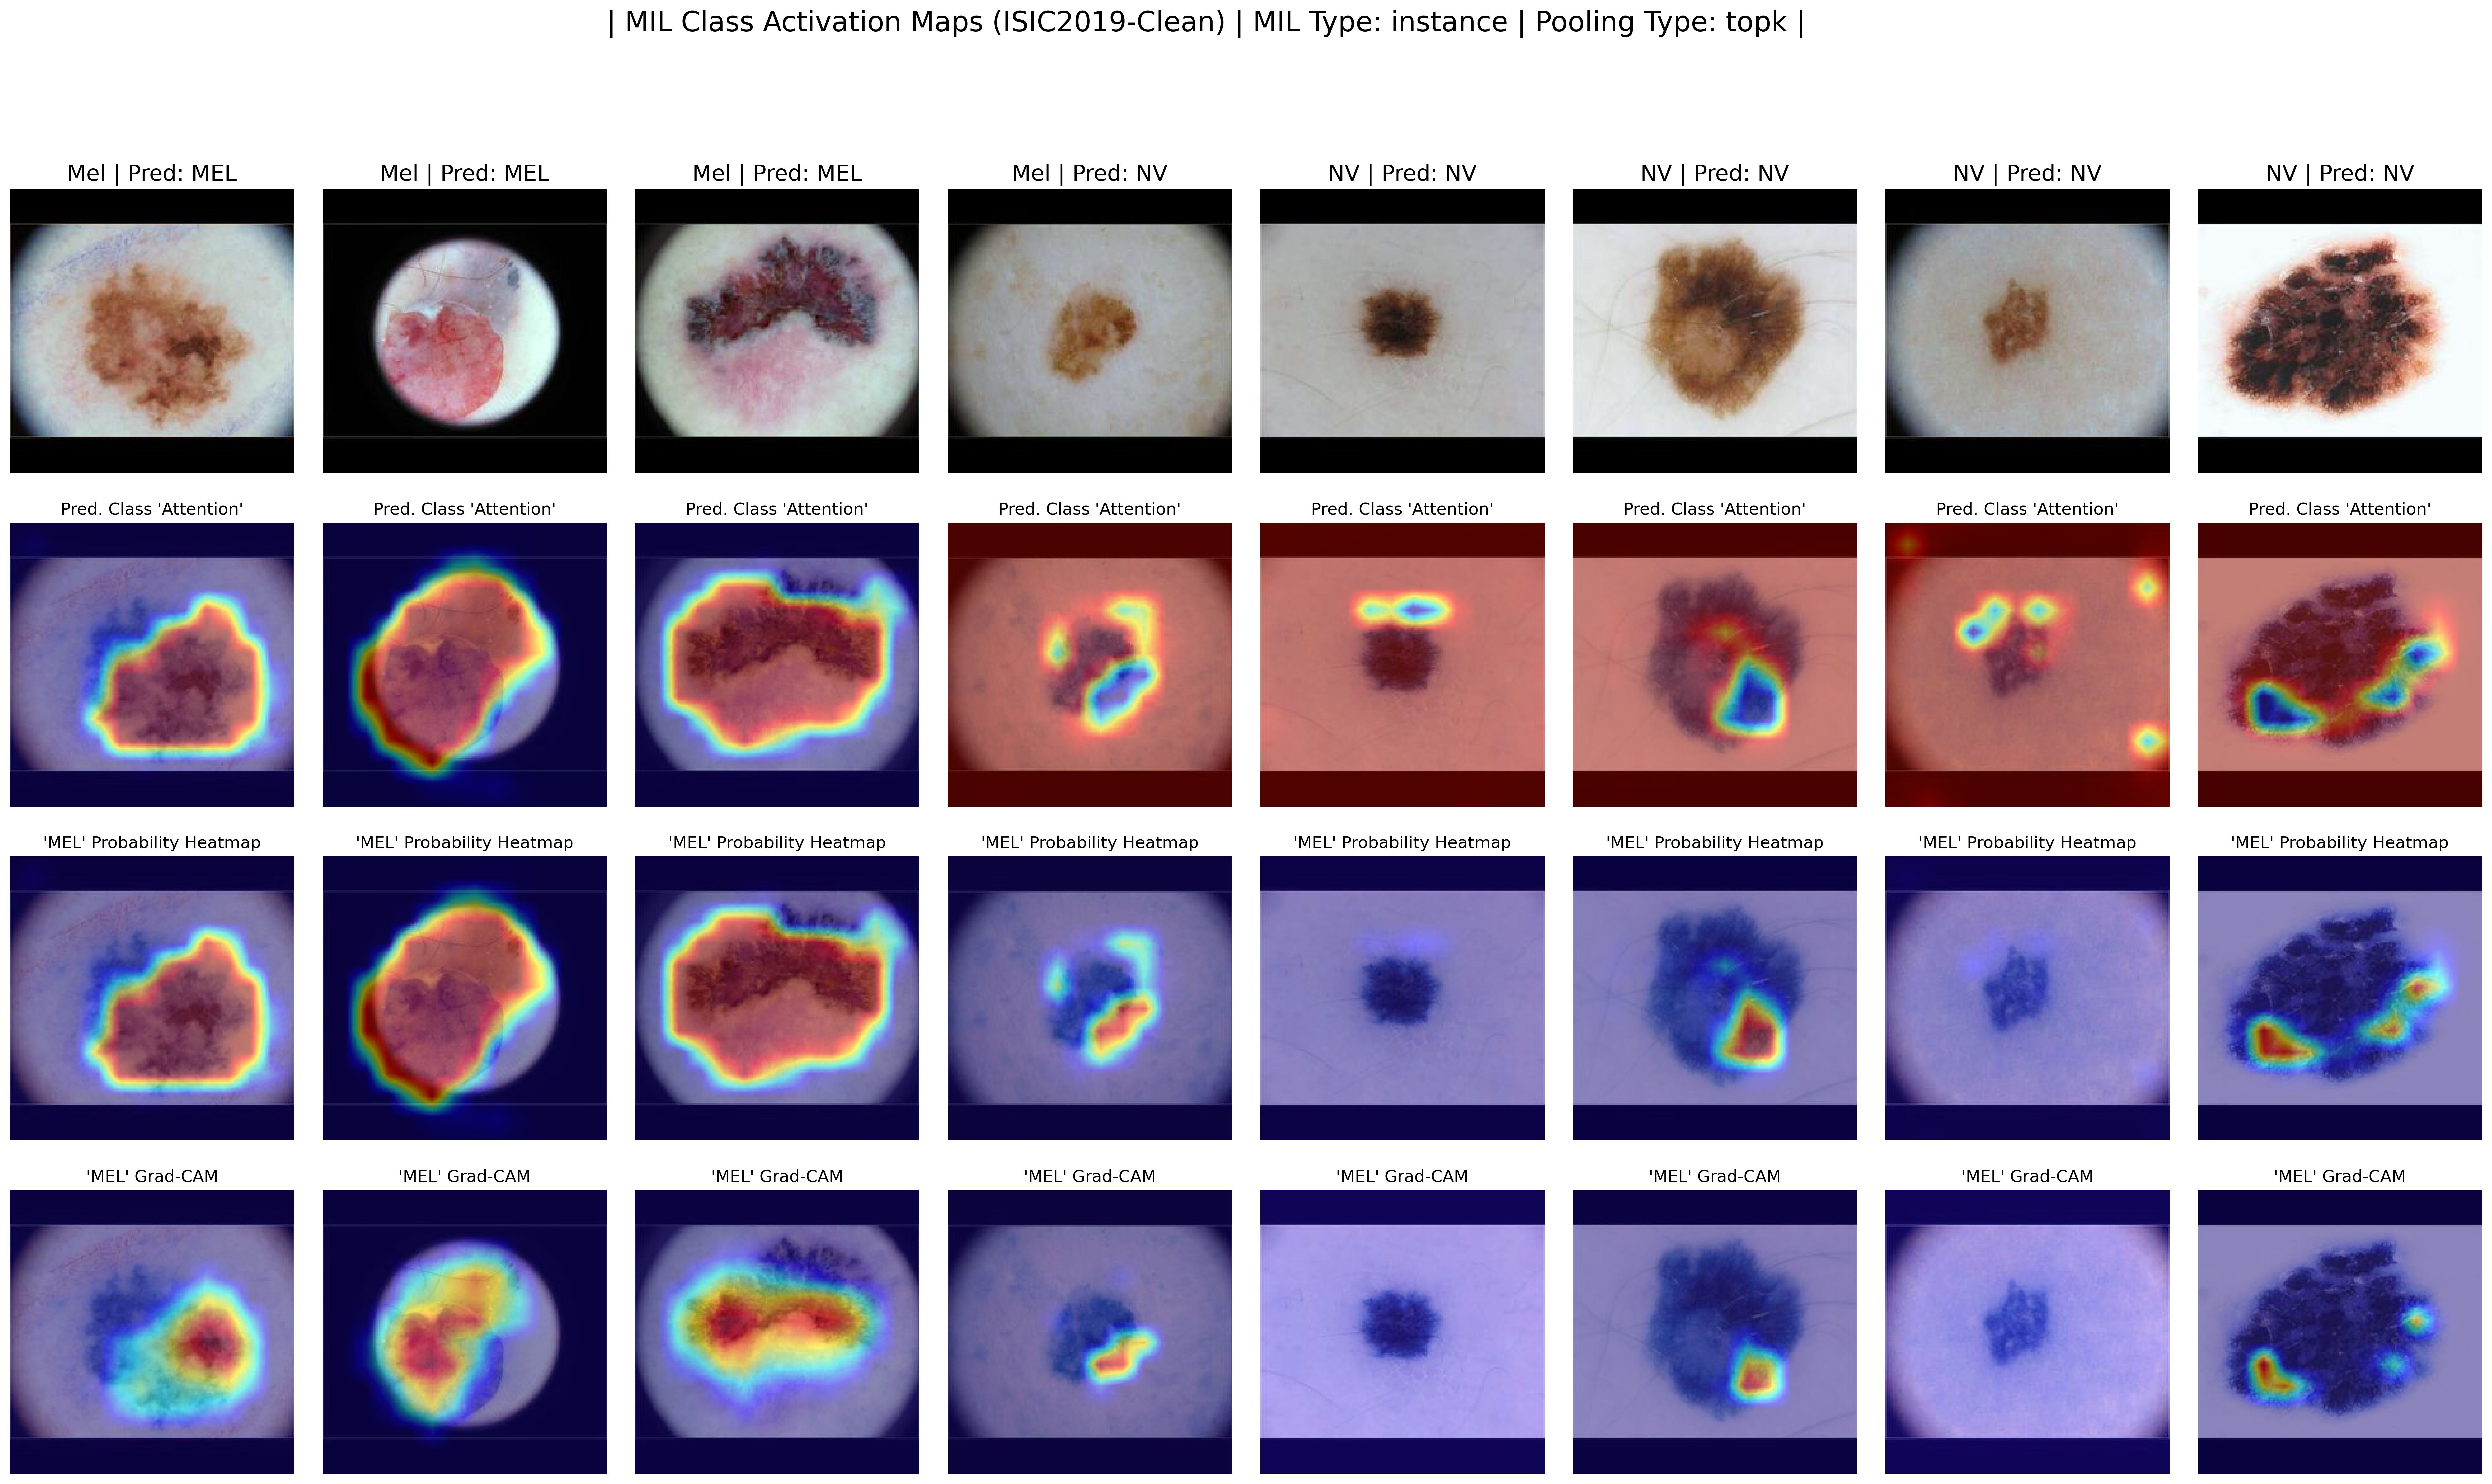 | MIL Class Activation Maps (ISIC2019-Clean) | MIL Type: instance | Pooling Type: topk |
Mel | Pred: MEL
Mel | Pred: MEL
Mel | Pred: MEL
Mel | Pred: NV
NV | Pred: NV
NV | Pred: NV
NV | Pred: NV
NV | Pred: NV
Pred. Class 'Attention'
Pred. Class 'Attention'
Pred. Class 'Attention'
Pred. Class 'Attention'
Pred. Class 'Attention'
Pred. Class 'Attention'
Pred. Class 'Attention'
Pred. Class 'Attention'
'MEL' Probability Heatmap
'MEL' Probability Heatmap
'MEL' Probability Heatmap
'MEL' Probability Heatmap
'MEL' Probability Heatmap
'MEL' Probability Heatmap
'MEL' Probability Heatmap
'MEL' Probability Heatmap
'MEL' Grad-CAM
'MEL' Grad-CAM
'MEL' Grad-CAM
'MEL' Grad-CAM
'MEL' Grad-CAM
'MEL' Grad-CAM
'MEL' Grad-CAM
'MEL' Grad-CAM